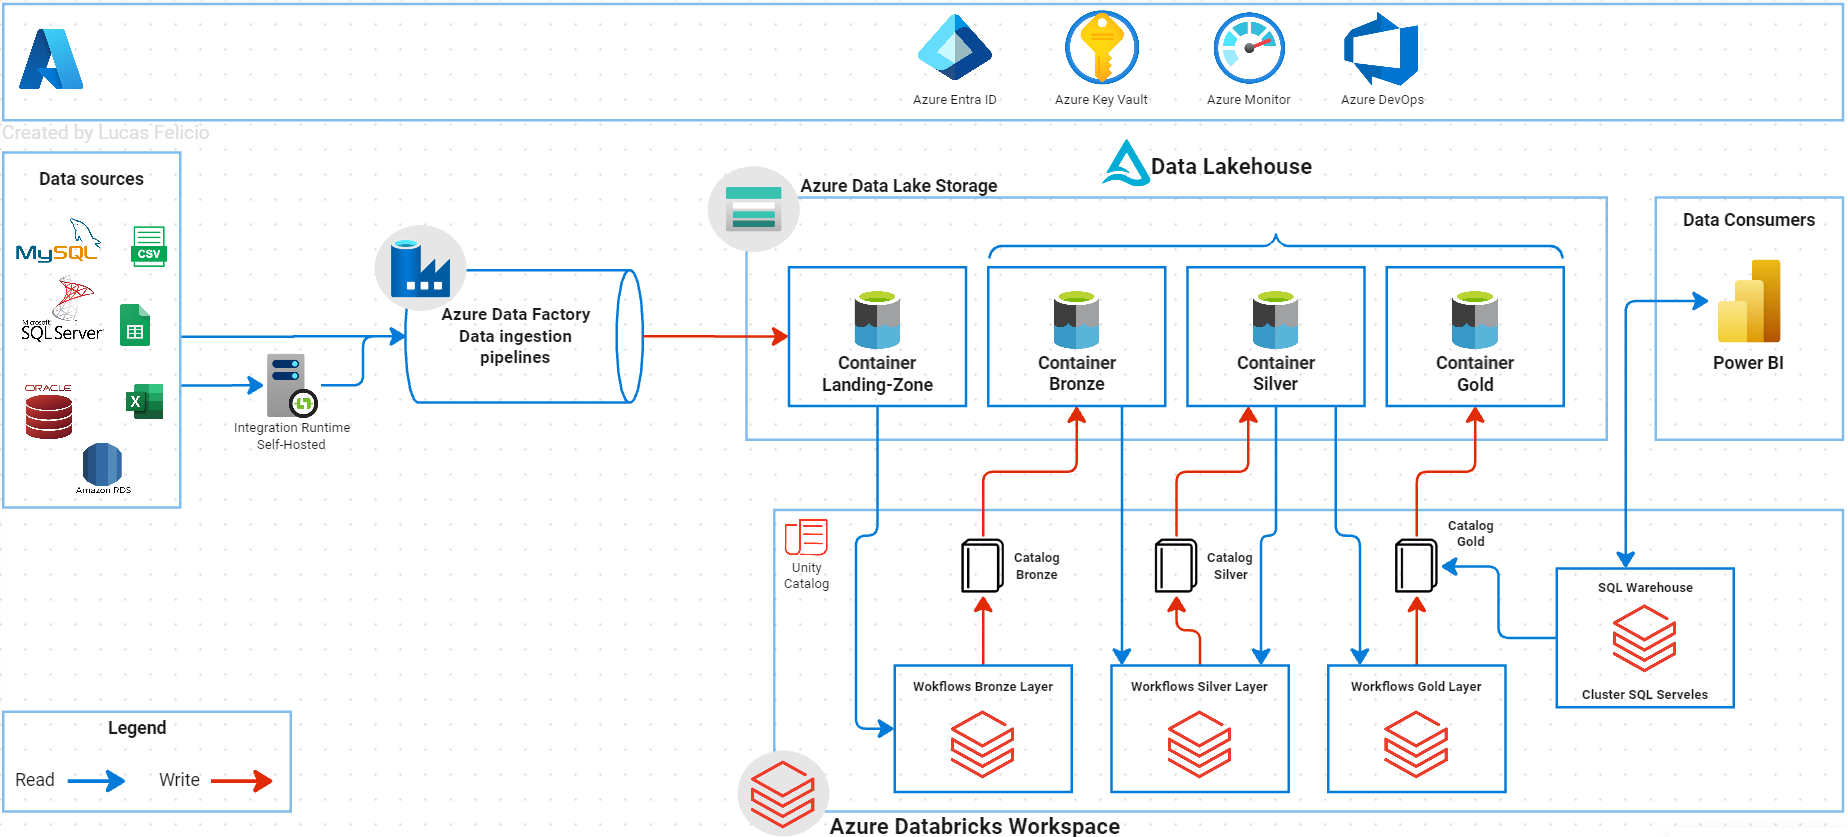 Azure Entra ID
Azure Key Vault
Azure Monitor
Azure DevOps
Created by Lucas Felicio
Data sources
MySQL
CSV
Microsoft
SQL Server
ORACLE
X
Amazon RDS
Integration Runtime
Self-Hosted
Azure Data Factory
Data ingestion
pipelines
Data Lakehouse
Azure Data Lake Storage
Container
Landing-Zone
Container
Bronze
Container
Silver
Container
Gold
Data Consumers
Power BI
Unity
Catalog
Catalog
Bronze
Catalog
Silver
Catalog
Gold
SQL Warehouse
Cluster SQL Serveles
Wokflows Bronze Layer
Workflows Silver Layer
Workflows Gold Layer
Azure Databricks Workspace
Legend
Read
Write